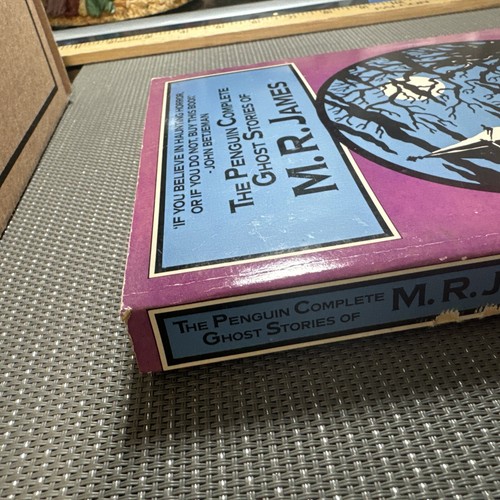 'IF YOU BELIEVE IN HAUNTING HORROR,
OR IF YOU DO NOT, BUY THIS BOOK'
- JOHN BETJEMAN
THE PENGUIN COMPLETE
GHOST STORIES OF
M. R. JAMES
THE PENGUIN COMPLETE
GHOST STORIES OF
M. R. J